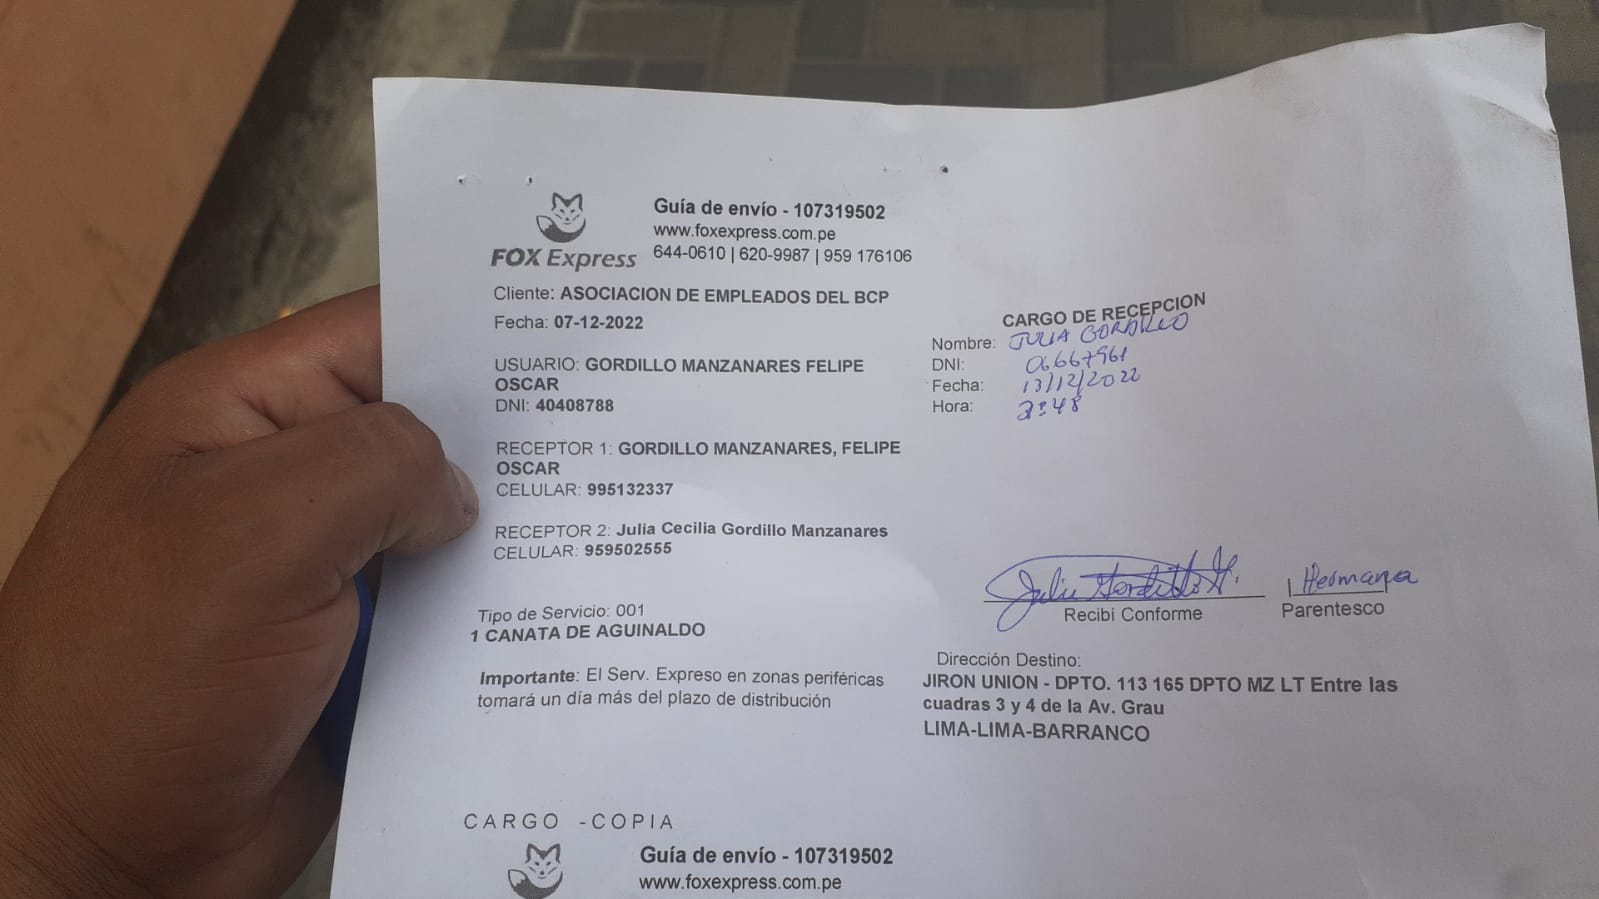 Guía de envío - 107319502
www.foxexpress.com.pe
644-0610 | 620-9987 | 959 176106
FOX Express
Cliente: ASOCIACION DE EMPLEADOS DEL BCP
Fecha: 07-12-2022
USUARIO: GORDILLO MANZANARES FELIPE
OSCAR
DNI: 40408788
RECEPTOR 1: GORDILLO MANZANARES, FELIPE
OSCAR
CELULAR: 995132337
RECEPTOR 2: Julia Cecilia Gordillo Manzanares
CELULAR: 959502555
Tipo de Servicio: 001
1 CANATA DE AGUINALDO
Importante: El Serv. Expreso en zonas periféricas
tomará un día más del plazo de distribución
CARGO DE RECEPCION
Nombre: JULIA GORDILLO
DNI: 06667961
Fecha: 13/12/2022
Hora: 2:48
Julia Gordillo M.
Recibi Conforme
Hermana
Parentesco
Dirección Destino:
JIRON UNION - DPTO. 113 165 DPTO MZ LT Entre las
cuadras 3 y 4 de la Av. Grau
LIMA-LIMA-BARRANCO
CARGO -COPIA
Guía de envío - 107319502
www.foxexpress.com.pe